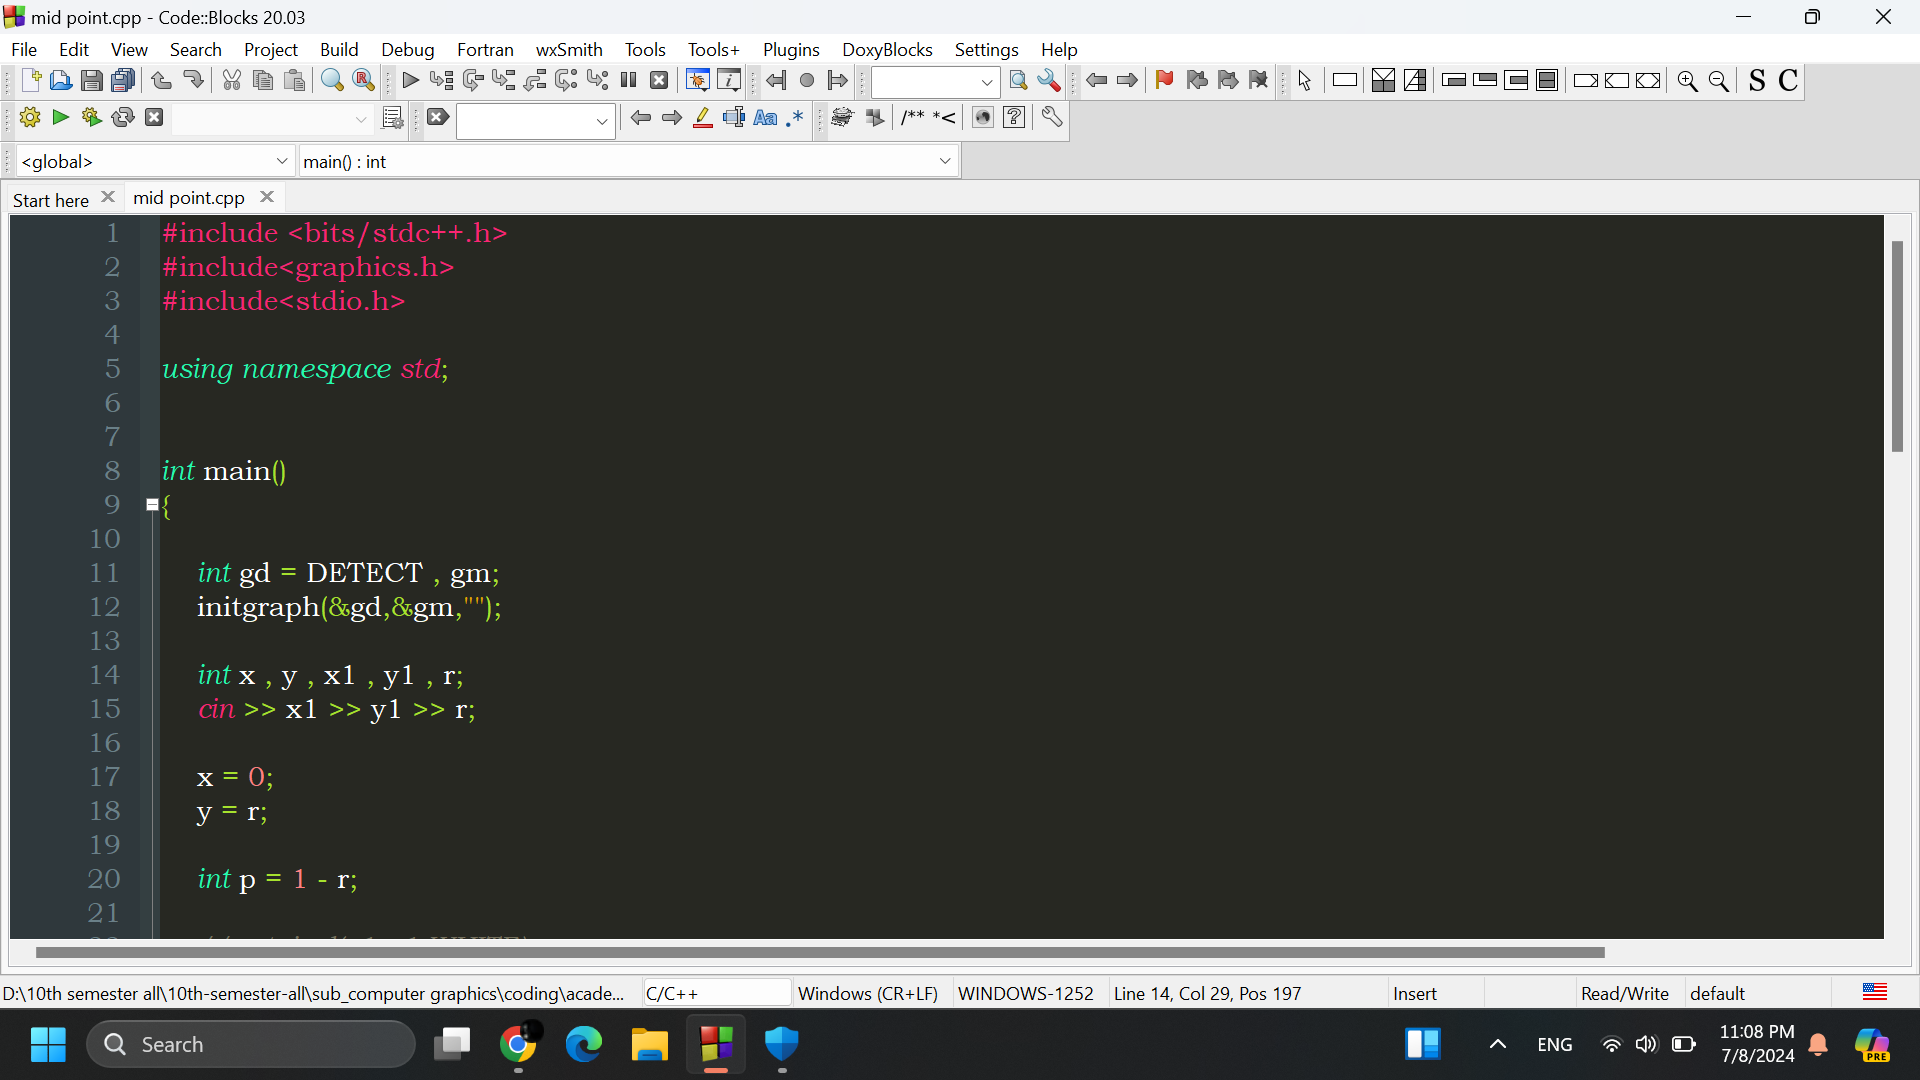 mid point.cpp - Code::Blocks 20.03
File Edit View Search Project Build Debug Fortran wxSmith Tools Tools+ Plugins DoxyBlocks Settings Help
S C
/** *<
<global> main() : int
Start here mid point.cpp
1 #include <bits/stdc++.h>
2 #include<graphics.h>
3 #include<stdio.h>
4
5 using namespace std;
6
7
8 int main()
9 {
10
11 int gd = DETECT , gm;
12 initgraph(&gd,&gm,"");
13
14 int x , y , x1 , y1 , r;
15 cin >> x1 >> y1 >> r;
16
17 x = 0;
18 y = r;
19
20 int p = 1 - r;
21
D:\10th semester all\10th-semester-all\sub_computer graphics\coding\acade... C/C++ Windows (CR+LF) WINDOWS-1252 Line 14, Col 29, Pos 197 Insert Read/Write default
Search ENG 11:08 PM
7/8/2024
PRE